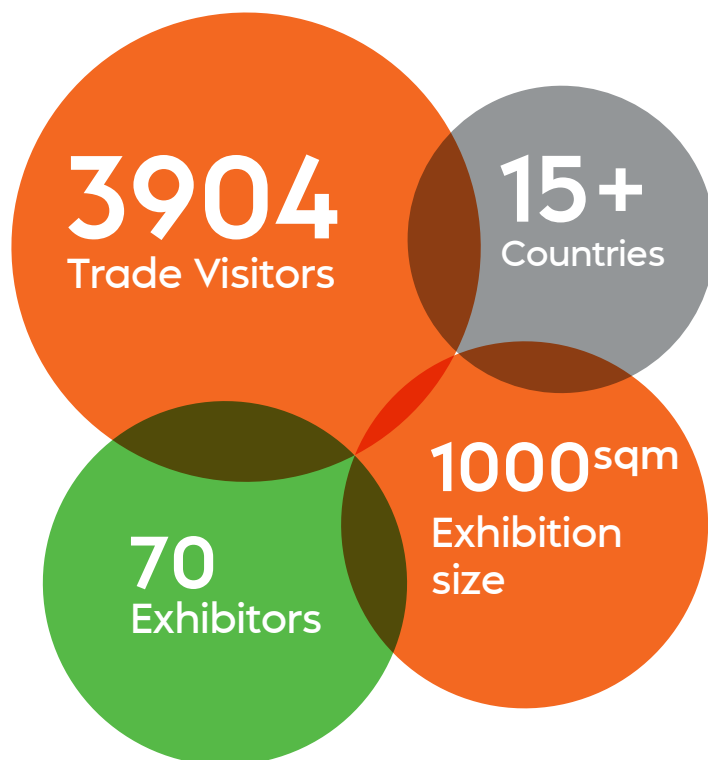 3904
Trade Visitors
15+
Countries
1000sqm
Exhibition
size
70
Exhibitors